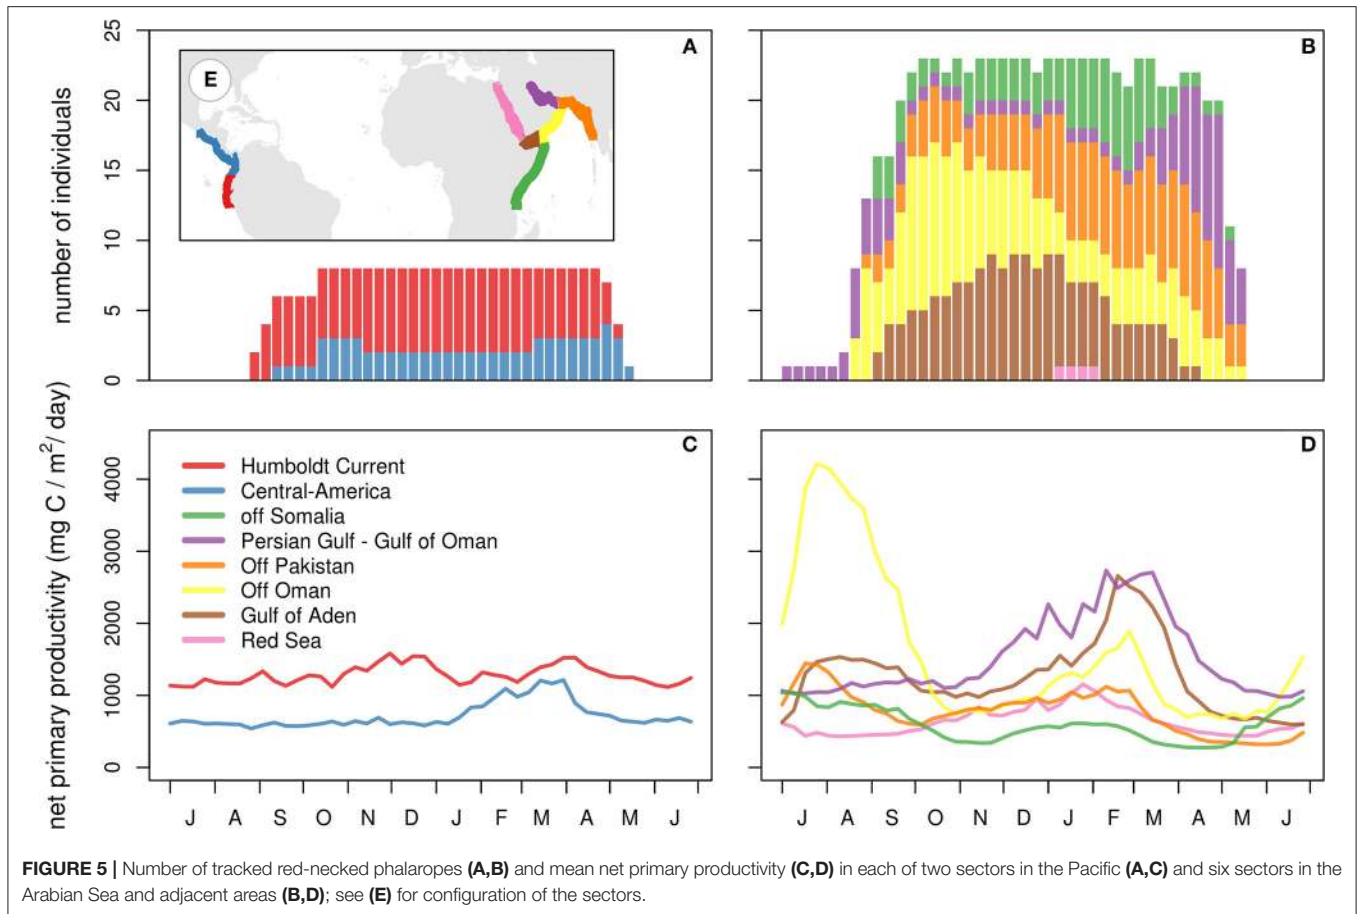 number of individuals
25
20
15
10
5
0
A
E
B
net primary productivity (mg C / m²/ day)
4000
3000
2000
1000
0
C
Humboldt Current
Central-America
off Somalia
Persian Gulf - Gulf of Oman
Off Pakistan
Off Oman
Gulf of Aden
Red Sea
D
J A S O N D J F M A M J
J A S O N D J F M A M J
FIGURE 5 | Number of tracked red-necked phalaropes (A,B) and mean net primary productivity (C,D) in each of two sectors in the Pacific (A,C) and six sectors in the
Arabian Sea and adjacent areas (B,D); see (E) for configuration of the sectors.